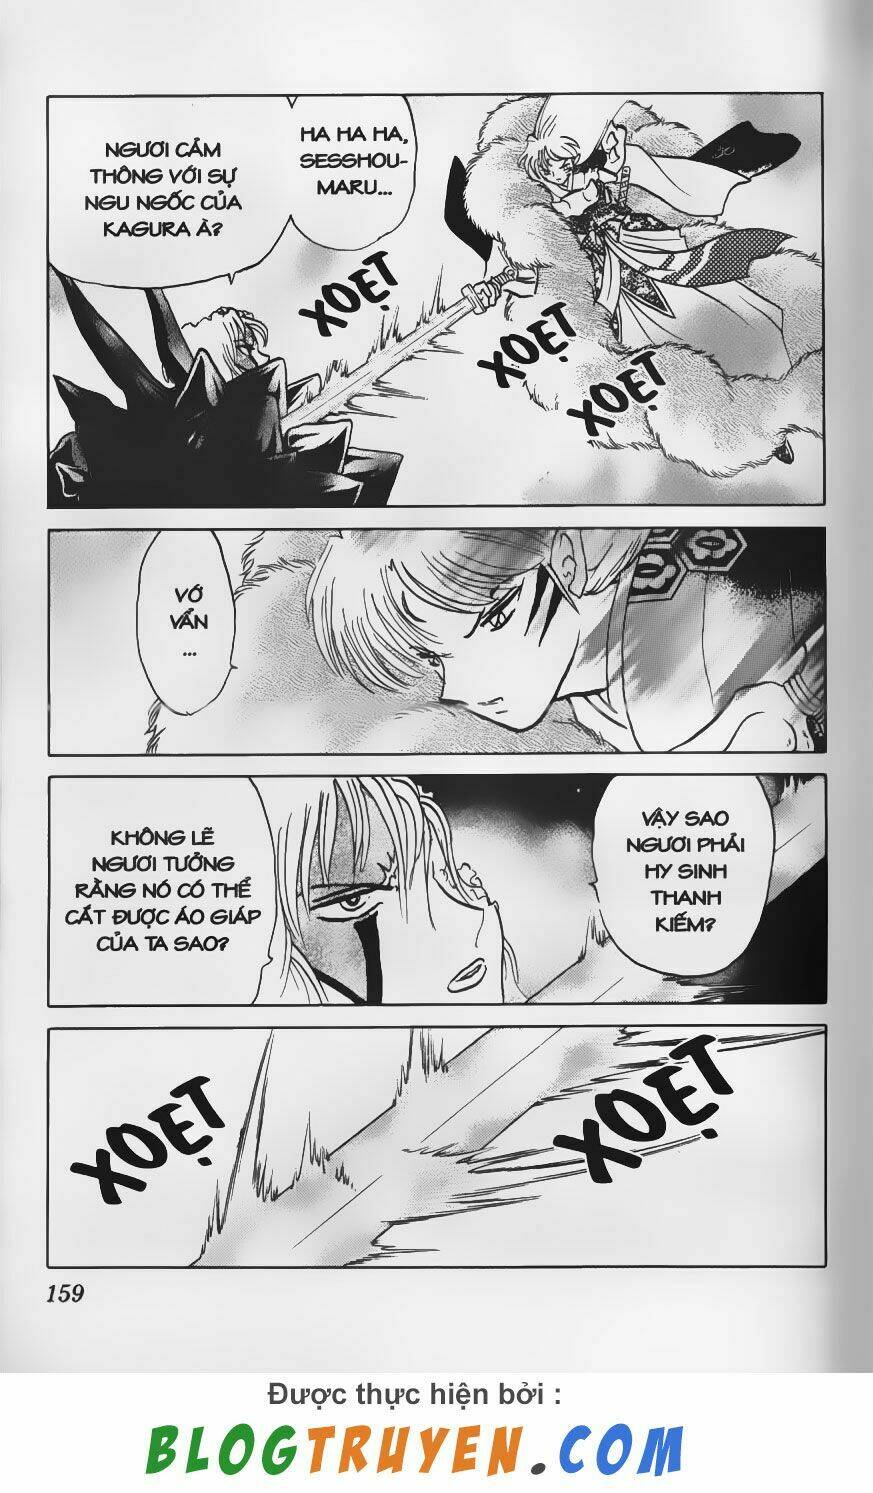 HA HA HA,
SESSHOU-
MARU...
NGƯƠI CẢM
THÔNG VỚI SỰ
NGU NGỐC CỦA
KAGURA À?
XOẸT
XOẸT
XOẸT
VỚ
VẨN
...
VẬY SAO
NGƯƠI PHẢI
HY SINH
THANH
KIẾM?
KHÔNG LẼ
NGƯƠI TƯỞNG
RẰNG NÓ CÓ THỂ
CẮT ĐƯỢC ÁO GIÁP
CỦA TA SAO?
XOẸT
XOẸT
159
Được thực hiện bởi :
BLOGTRUYEN.COM